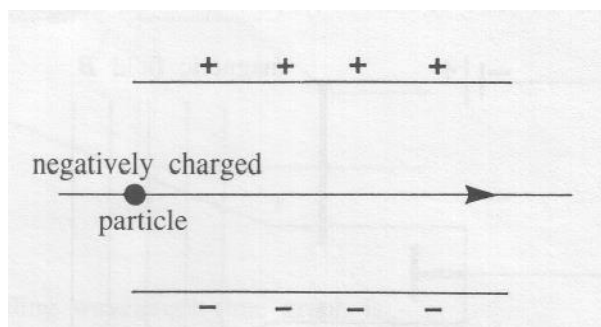 + + + +
negatively charged
particle
− − − −